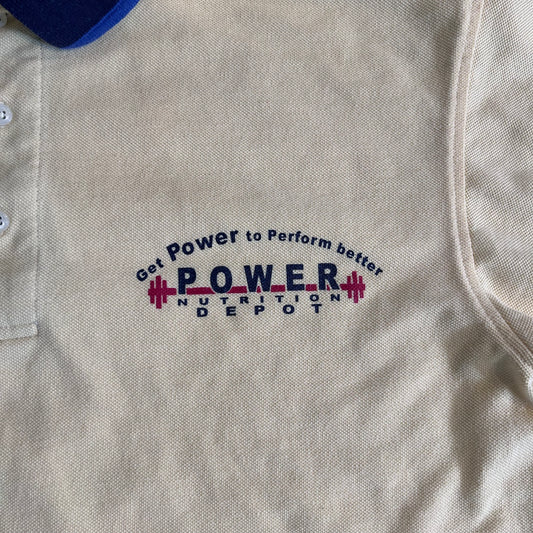 Get Power to Perform better
POWER
NUTRITION
DEPOT